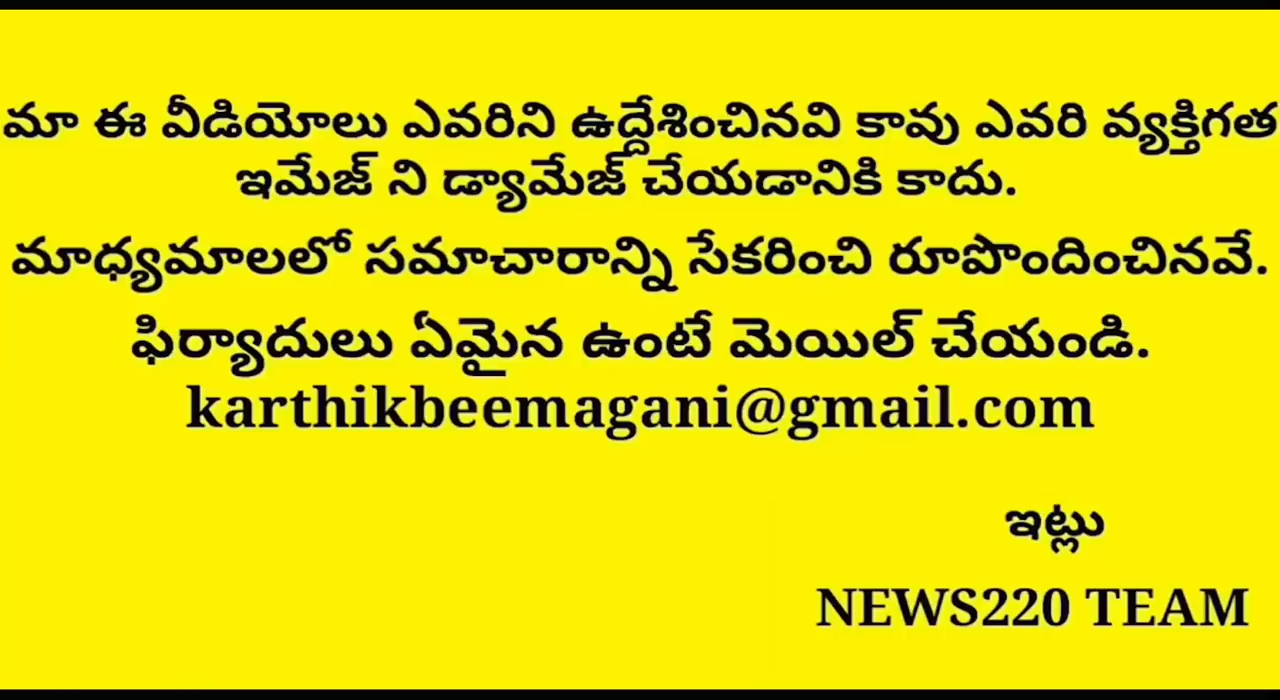 మా ఈ వీడియోలు ఎవరిని ఉద్దేశించినవి కావు ఎవరి వ్యక్తిగత
ఇమేజ్ ని డ్యామేజ్ చేయడానికి కాదు.
మాధ్యమాలలో సమాచారాన్ని సేకరించి రూపొందించినవే.
ఫిర్యాదులు ఏమైన ఉంటే మెయిల్ చేయండి.
karthikbeemagani@gmail.com
ఇట్లు
NEWS220 TEAM